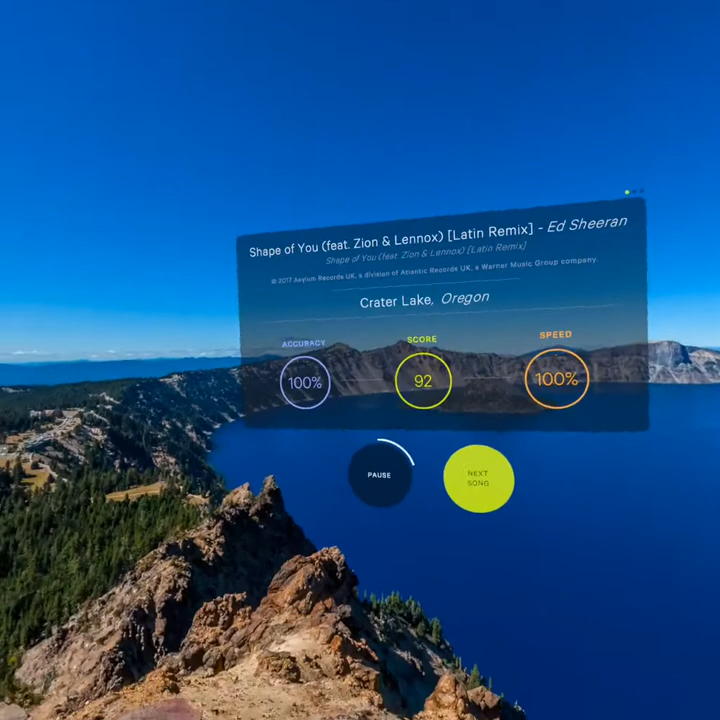 Shape of You (feat. Zion & Lennox) [Latin Remix] - Ed Sheeran
Shape of You (feat. Zion & Lennox) [Latin Remix]
© 2017 Asylum Records UK, a division of Atlantic Records UK, a Warner Music Group company.
Crater Lake, Oregon
ACCURACY SCORE SPEED
100% 92 100%
PAUSE NEXT
SONG